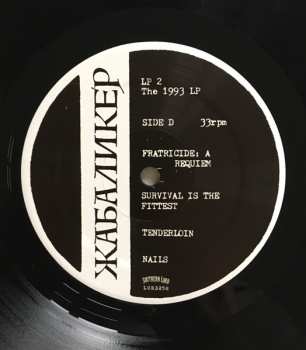 ЖАБАЛИКЕР
LP 2
The 1993 LP
SIDE D 33rpm
FRATRICIDE: A
REQUIEM
SURVIVAL IS THE
FITTEST
TENDERLOIN
NAILS
SOUTHERN LORD